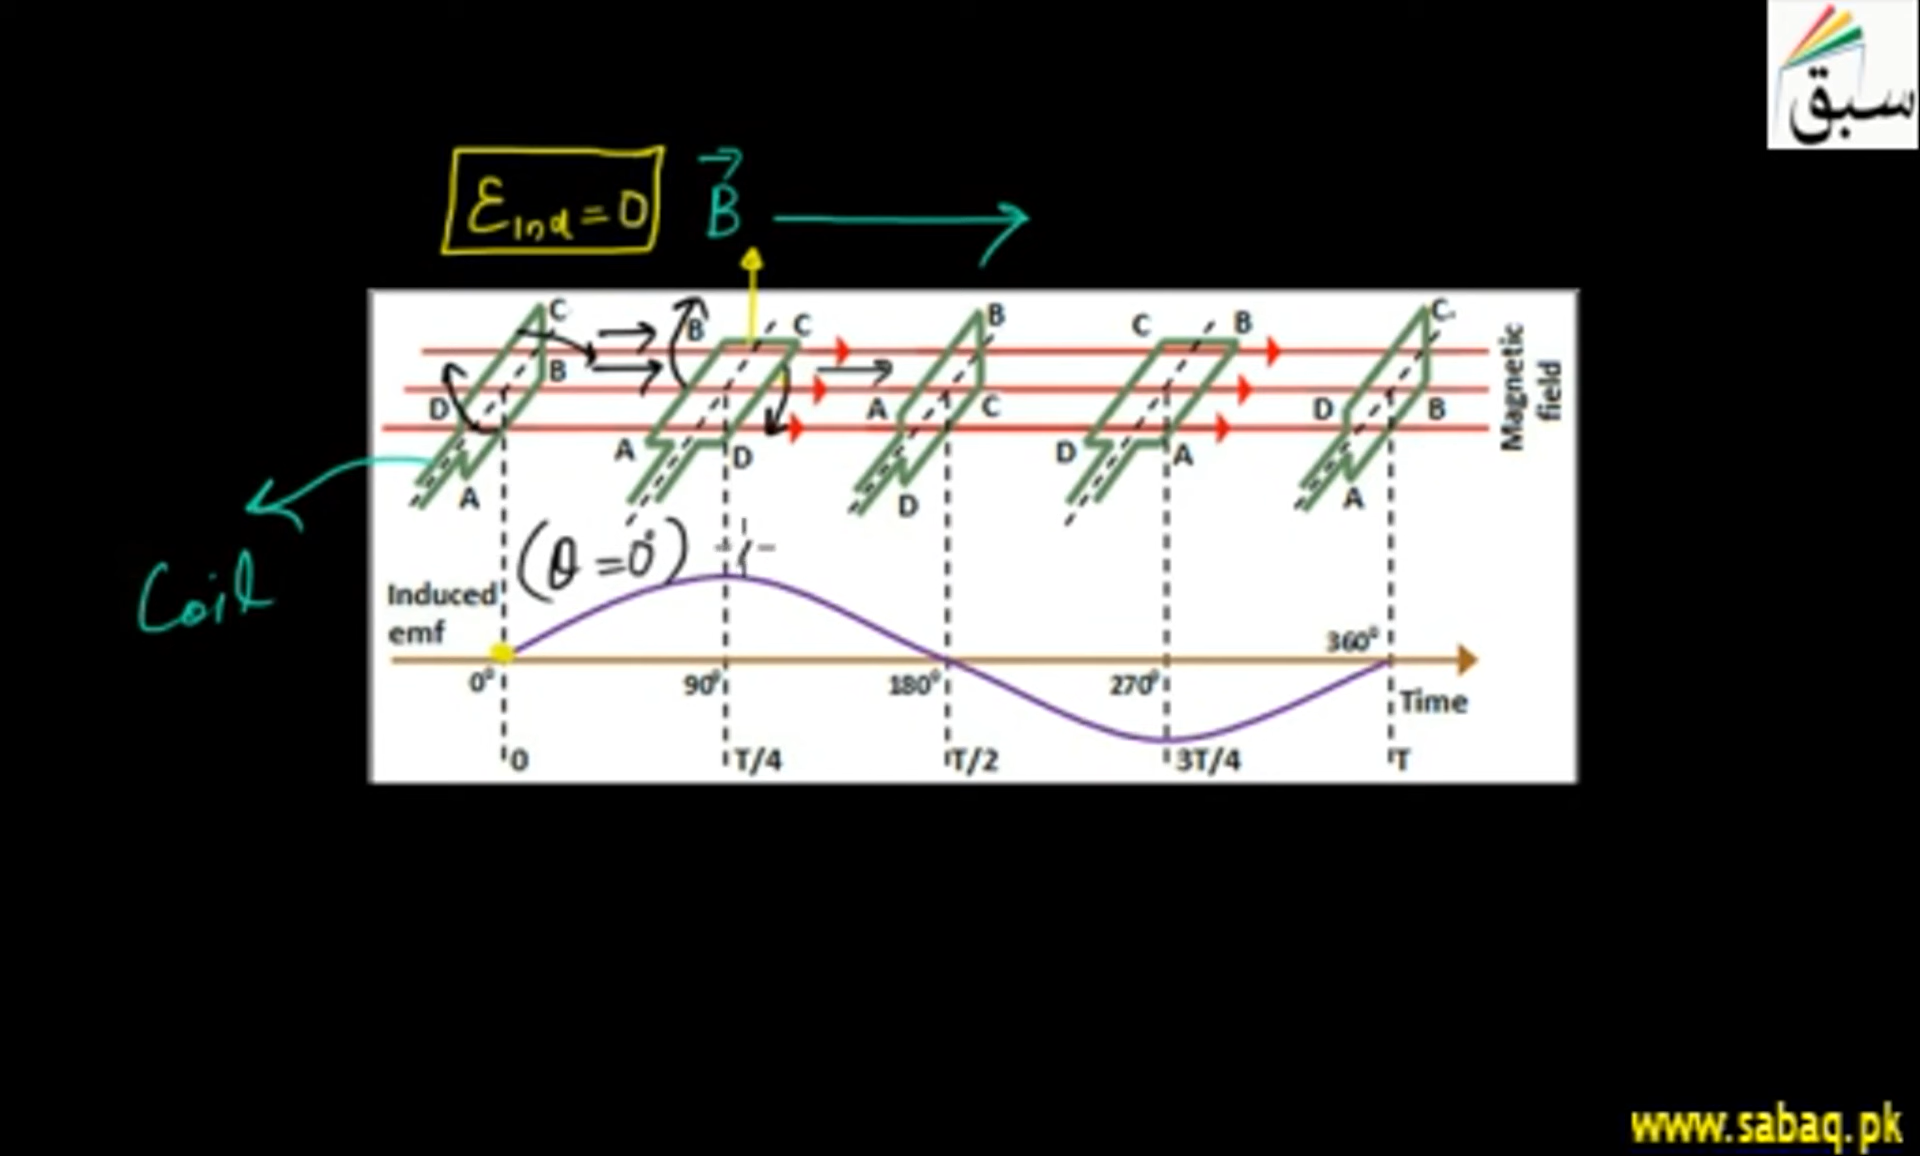 سبق
Ɛind = 0
B
C B D A
B C A D
B A C D
C B D A
C D B A
Magnetic
field
Coil
(θ = 0°)
Induced
emf
360°
0° 90° 180° 270° Time
0 T/4 T/2 3T/4 T
www.sabaq.pk